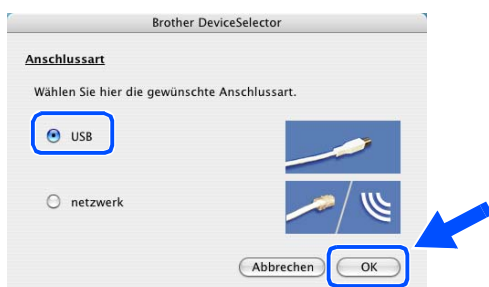 Brother DeviceSelector
Anschlussart
Wählen Sie hier die gewünschte Anschlussart.
USB
netzwerk
Abbrechen
OK